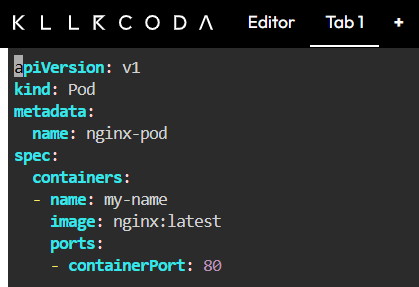 KILLERCODA Editor Tab 1 +
apiVersion: v1
kind: Pod
metadata:
  name: nginx-pod
spec:
  containers:
  - name: my-name
    image: nginx:latest
    ports:
    - containerPort: 80